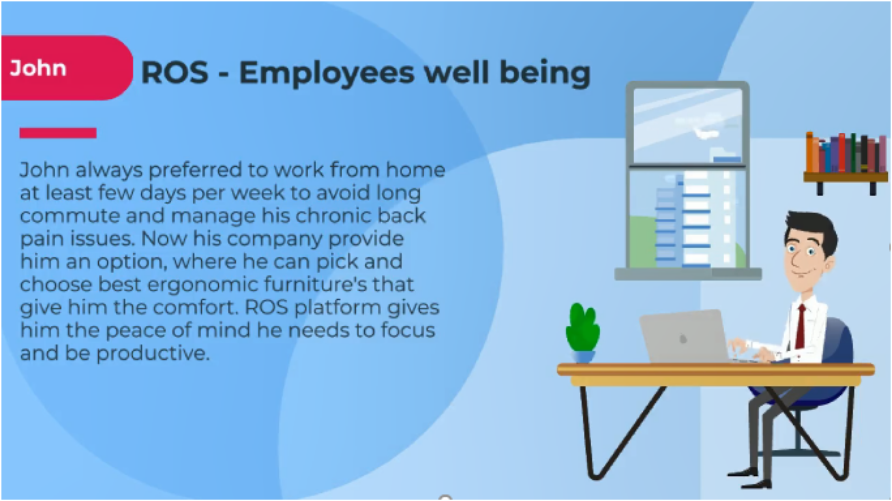 John
ROS - Employees well being
John always preferred to work from home
at least few days per week to avoid long
commute and manage his chronic back
pain issues. Now his company provide
him an option, where he can pick and
choose best ergonomic furniture's that
give him the comfort. ROS platform gives
him the peace of mind he needs to focus
and be productive.